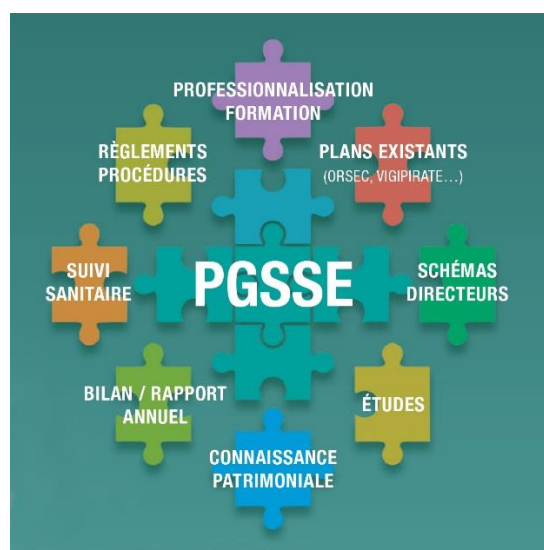 PROFESSIONNALISATION
FORMATION
RÈGLEMENTS
PROCÉDURES
PLANS EXISTANTS
(ORSEC, VIGIPIRATE...)
SUIVI
SANITAIRE
PGSSE
SCHÉMAS
DIRECTEURS
BILAN / RAPPORT
ANNUEL
ÉTUDES
CONNAISSANCE
PATRIMONIALE